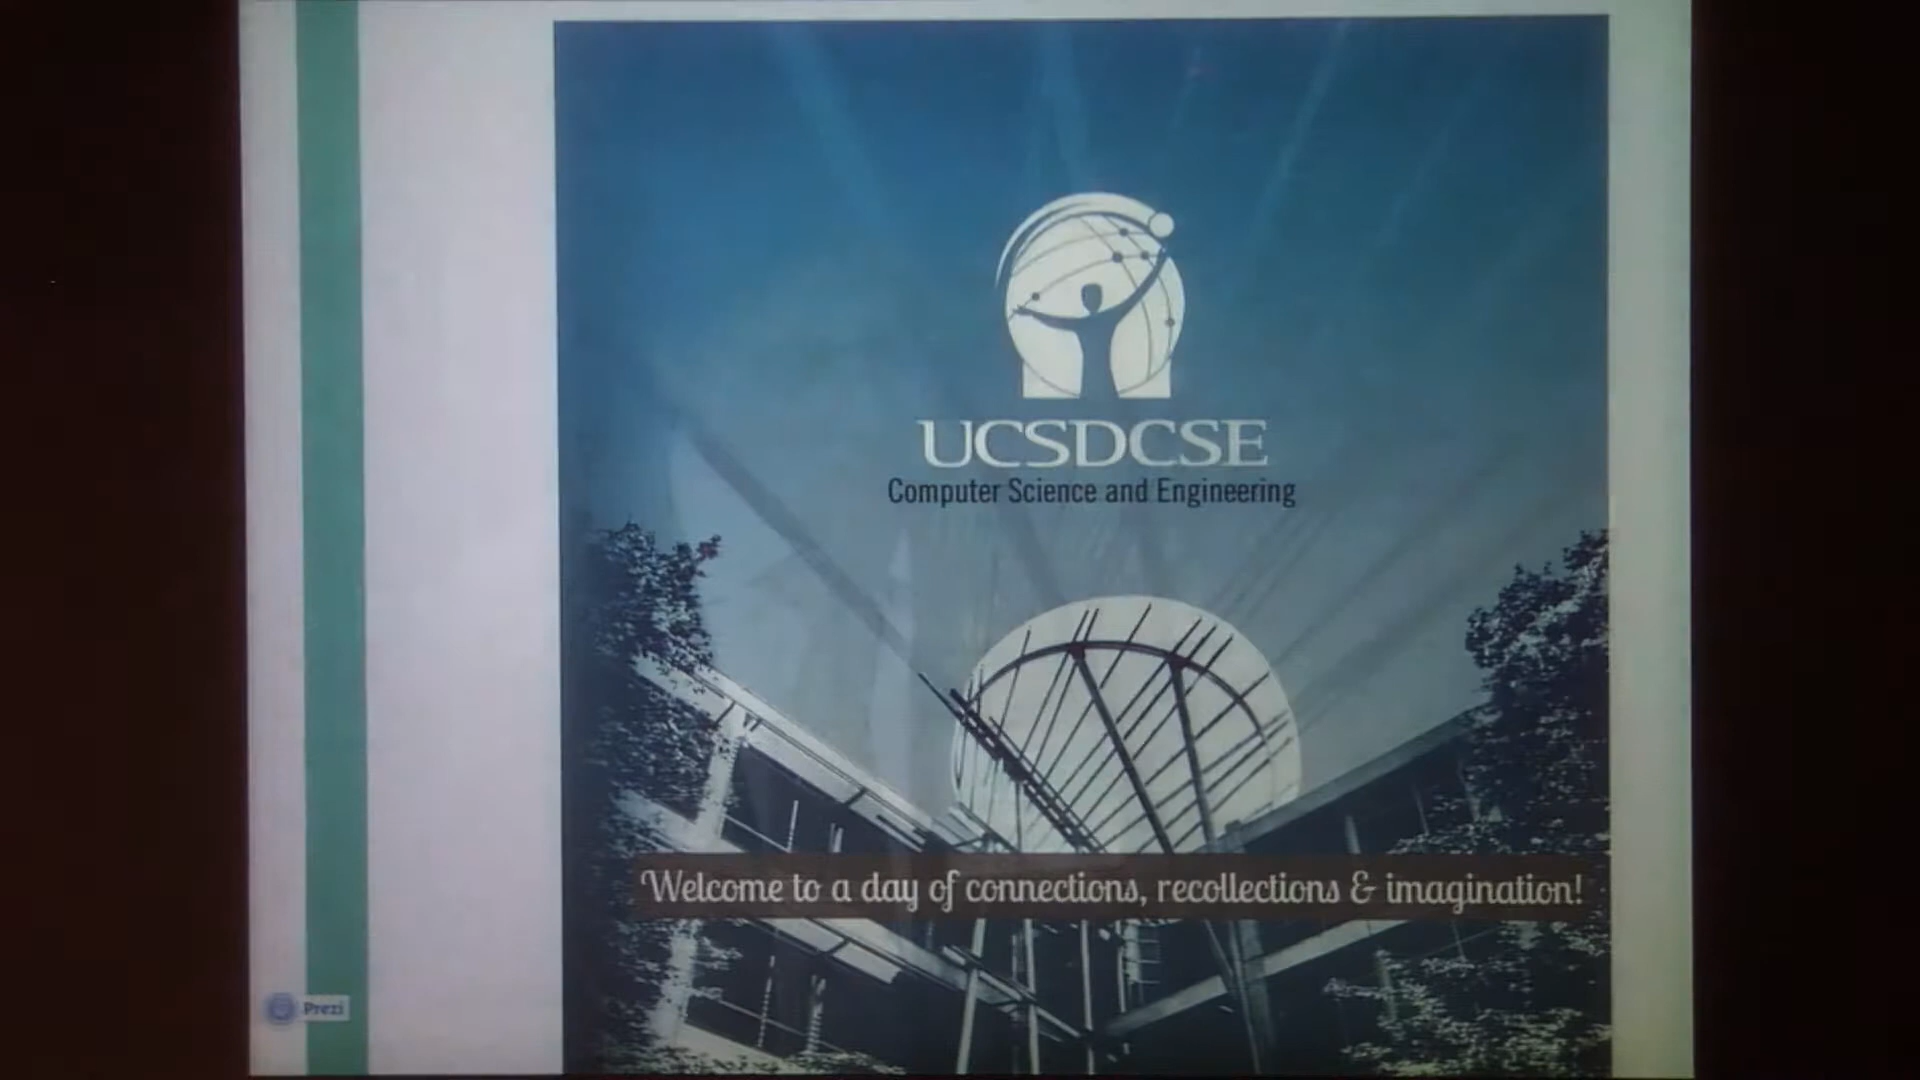 UCSDCSE
Computer Science and Engineering
Welcome to a day of connections, recollections & imagination!
Prezi